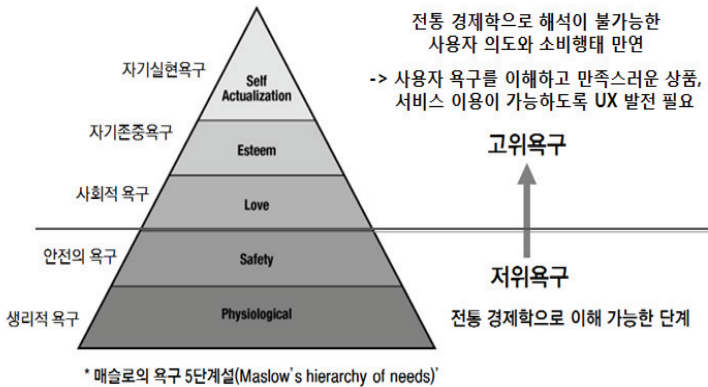 전통 경제학으로 해석이 불가능한
사용자 의도와 소비행태 만연
-> 사용자 욕구를 이해하고 만족스러운 상품,
서비스 이용이 가능하도록 UX 발전 필요
자기실현욕구
Self
Actualization
자기존중욕구
Esteem
고위욕구
사회적 욕구
Love
안전의 욕구
Safety
저위욕구
생리적 욕구
Physiological
전통 경제학으로 이해 가능한 단계
* 매슬로의 욕구 5단계설(Maslow's hierarchy of needs)'